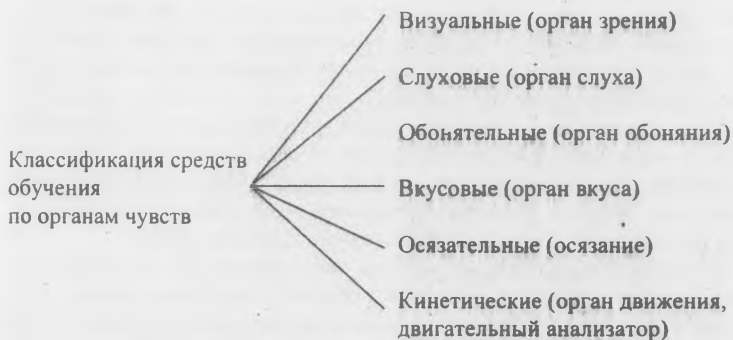 Визуальные (орган зрения)
Слуховые (орган слуха)
Обонятельные (орган обоняния)
Классификация средств
обучения
по органам чувств
Вкусовые (орган вкуса)
Осязательные (осязание)
Кинетические (орган движения,
двигательный анализатор)